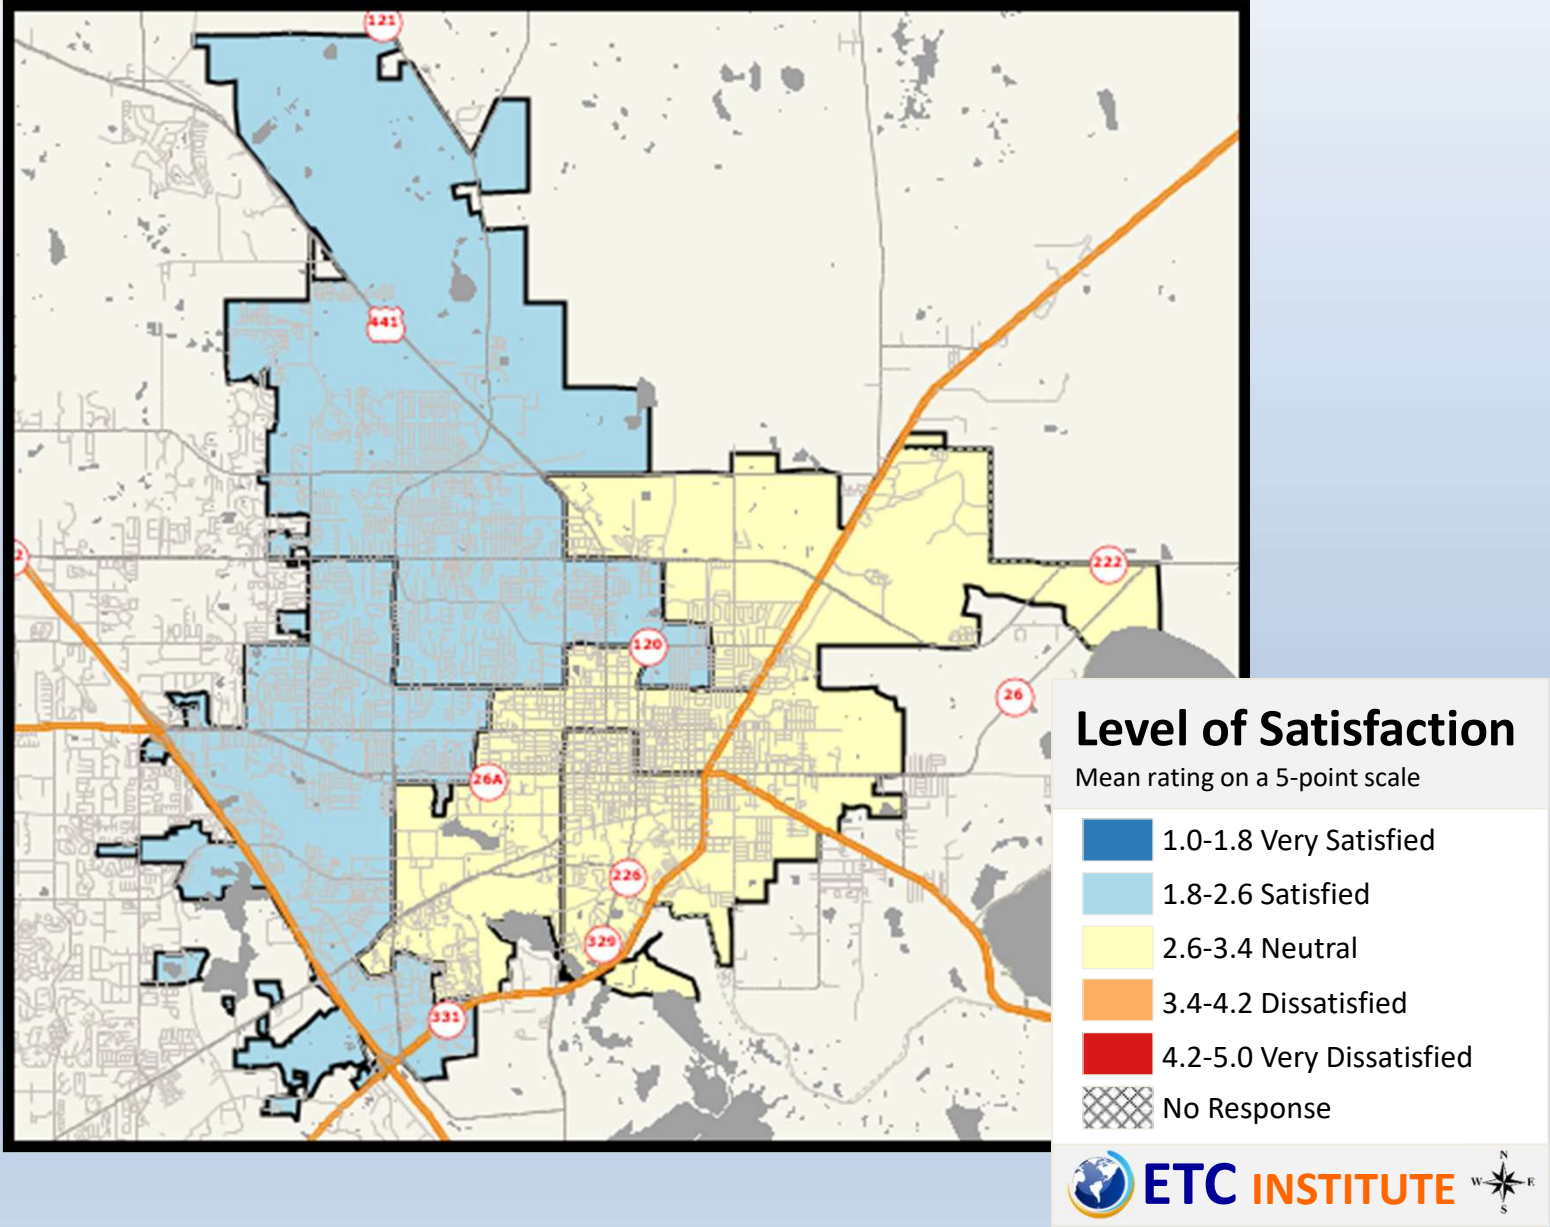 121
441
2
222
120
26
26A
226
329
331
Level of Satisfaction
Mean rating on a 5-point scale
1.0-1.8 Very Satisfied
1.8-2.6 Satisfied
2.6-3.4 Neutral
3.4-4.2 Dissatisfied
4.2-5.0 Very Dissatisfied
No Response
ETC INSTITUTE
N
W E
S